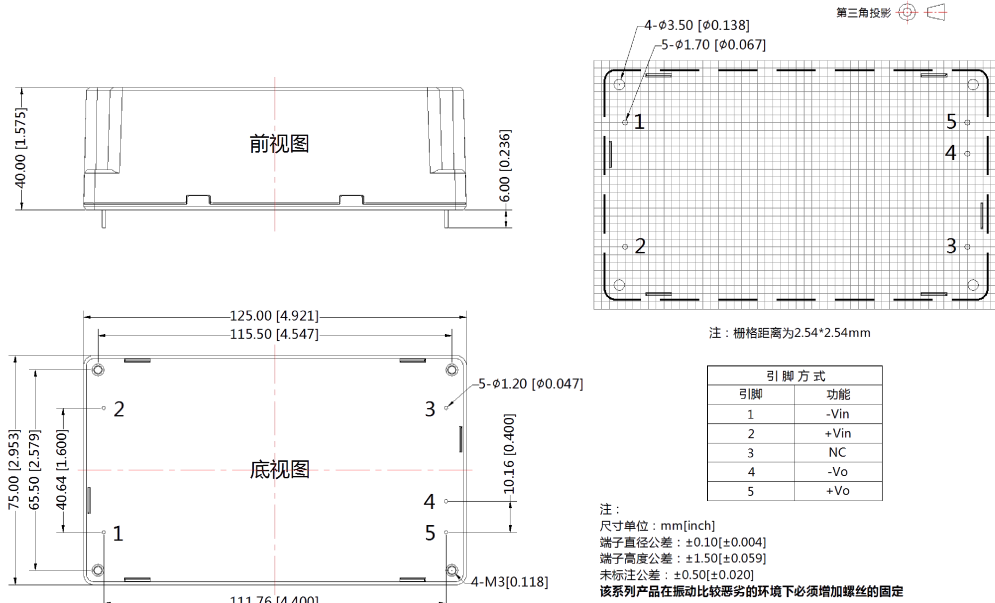 第三角投影
4-Φ3.50 [Φ0.138]
5-Φ1.70 [Φ0.067]
40.00 [1.575]
前视图
6.00 [0.236]
1
5
4
2
3
注：栅格距离为2.54*2.54mm
125.00 [4.921]
115.50 [4.547]
5-Φ1.20 [Φ0.047]
2
3
75.00 [2.953]
65.50 [2.579]
40.64 [1.600]
底视图
10.16 [0.400]
4
1
5
4-M3[0.118]
111.76 [4.400]
引脚方式
引脚 功能
1 -Vin
2 +Vin
3 NC
4 -Vo
5 +Vo
注：
尺寸单位：mm[inch]
端子直径公差：±0.10[±0.004]
端子高度公差：±1.50[±0.059]
未标注公差：±0.50[±0.020]
该系列产品在振动比较恶劣的环境下必须增加螺丝的固定